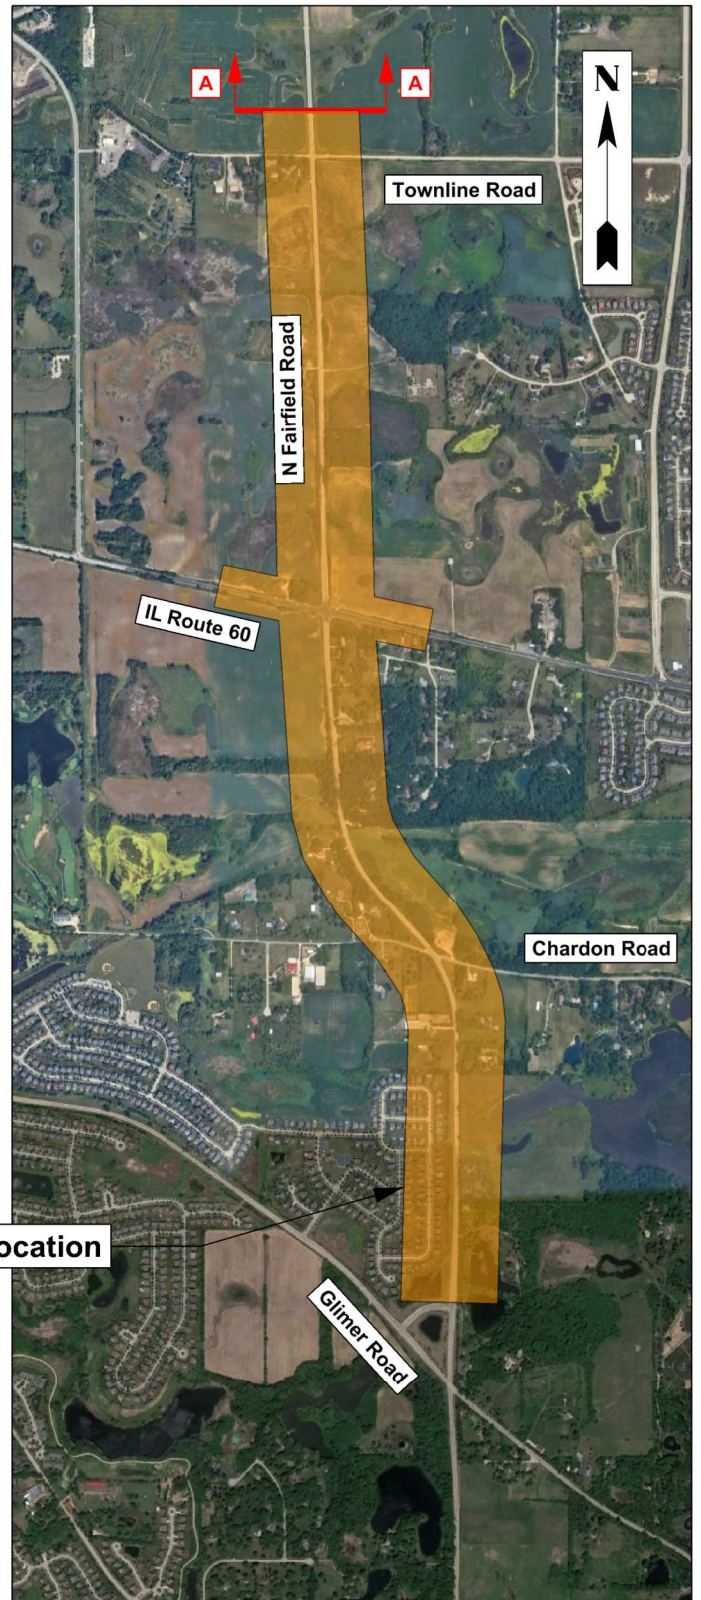 A
A
N
Townline Road
N Fairfield Road
IL Route 60
Chardon Road
ocation
Glimer Road